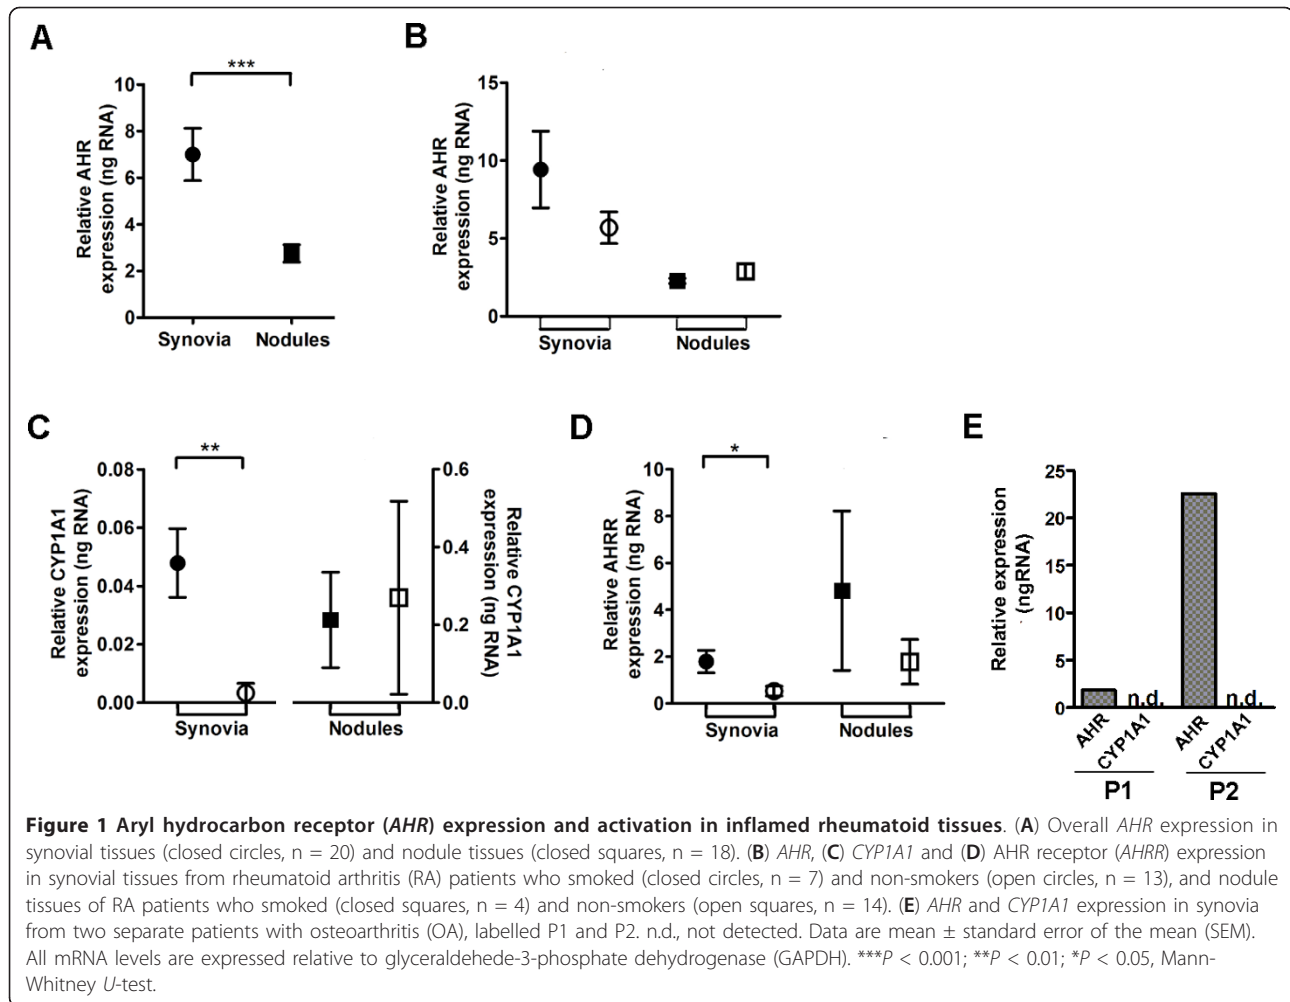 A
***
10
8
6
4
2
0
Relative AHR
expression (ng RNA)
Synovia Nodules
B
15
10
5
0
Relative AHR
expression (ng RNA)
Synovia Nodules
C
**
0.08
0.06
0.04
0.02
0.00
Relative CYP1A1
expression (ng RNA)
0.6
0.4
0.2
0.0
Relative CYP1A1
expression (ng RNA)
Synovia Nodules
D
*
10
8
6
4
2
0
Relative AHRR
expression (ng RNA)
Synovia Nodules
E
25
20
15
10
5
0
Relative expression
(ngRNA)
n.d. n.d.
AHR CYP1A1 AHR CYP1A1
P1 P2
Figure 1 Aryl hydrocarbon receptor (AHR) expression and activation in inflamed rheumatoid tissues. (A) Overall AHR expression in
synovial tissues (closed circles, n = 20) and nodule tissues (closed squares, n = 18). (B) AHR, (C) CYP1A1 and (D) AHR receptor (AHRR) expression
in synovial tissues from rheumatoid arthritis (RA) patients who smoked (closed circles, n = 7) and non-smokers (open circles, n = 13), and nodule
tissues of RA patients who smoked (closed squares, n = 4) and non-smokers (open squares, n = 14). (E) AHR and CYP1A1 expression in synovia
from two separate patients with osteoarthritis (OA), labelled P1 and P2. n.d., not detected. Data are mean ± standard error of the mean (SEM).
All mRNA levels are expressed relative to glyceraldehede-3-phosphate dehydrogenase (GAPDH). ***P < 0.001; **P < 0.01; *P < 0.05, Mann-
Whitney U-test.